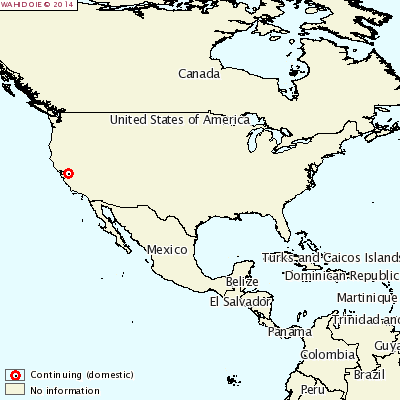 WAHID OIE © 2014
Canada
United States of America
Mexico
Turks and Caicos Islands
Dominican Republic
Belize
El Salvador
Martinique
Trinidad and
Panama
Guya
Colombia
Brazil
Peru
Continuing (domestic)
No information